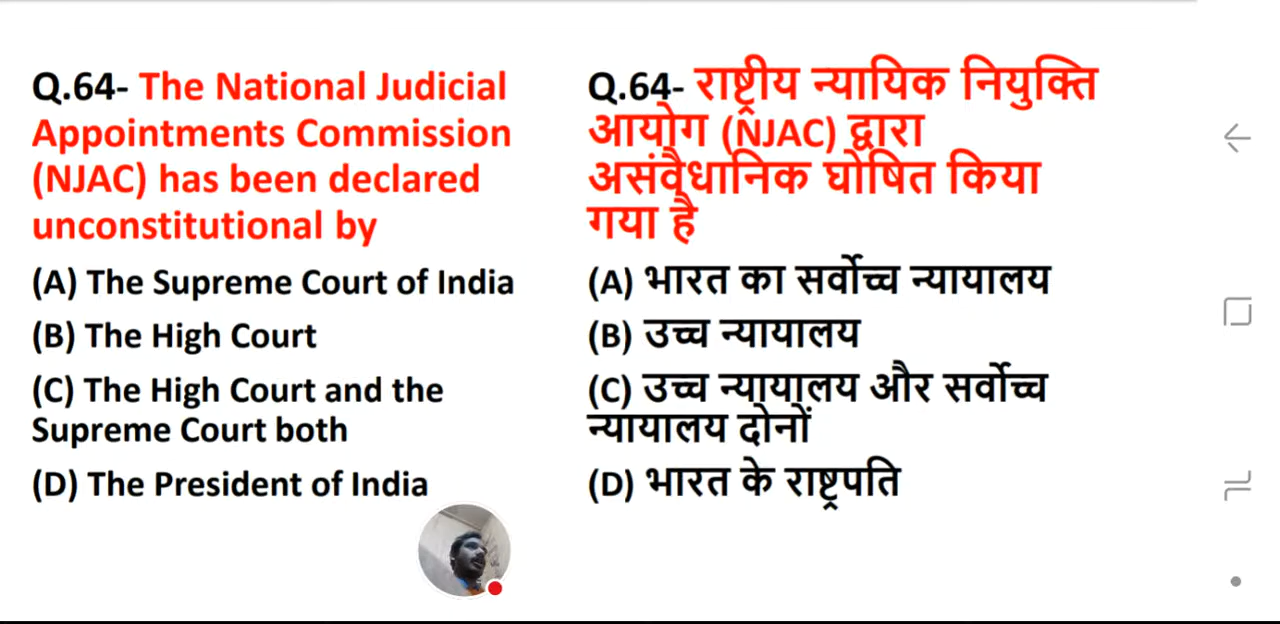 Q.64- The National Judicial
Appointments Commission
(NJAC) has been declared
unconstitutional by
(A) The Supreme Court of India
(B) The High Court
(C) The High Court and the
Supreme Court both
(D) The President of India
Q.64- राष्ट्रीय न्यायिक नियुक्ति
आयोग (NJAC) द्वारा
असंवैधानिक घोषित किया
गया है
(A) भारत का सर्वोच्च न्यायालय
(B) उच्च न्यायालय
(C) उच्च न्यायालय और सर्वोच्च
न्यायालय दोनों
(D) भारत के राष्ट्रपति